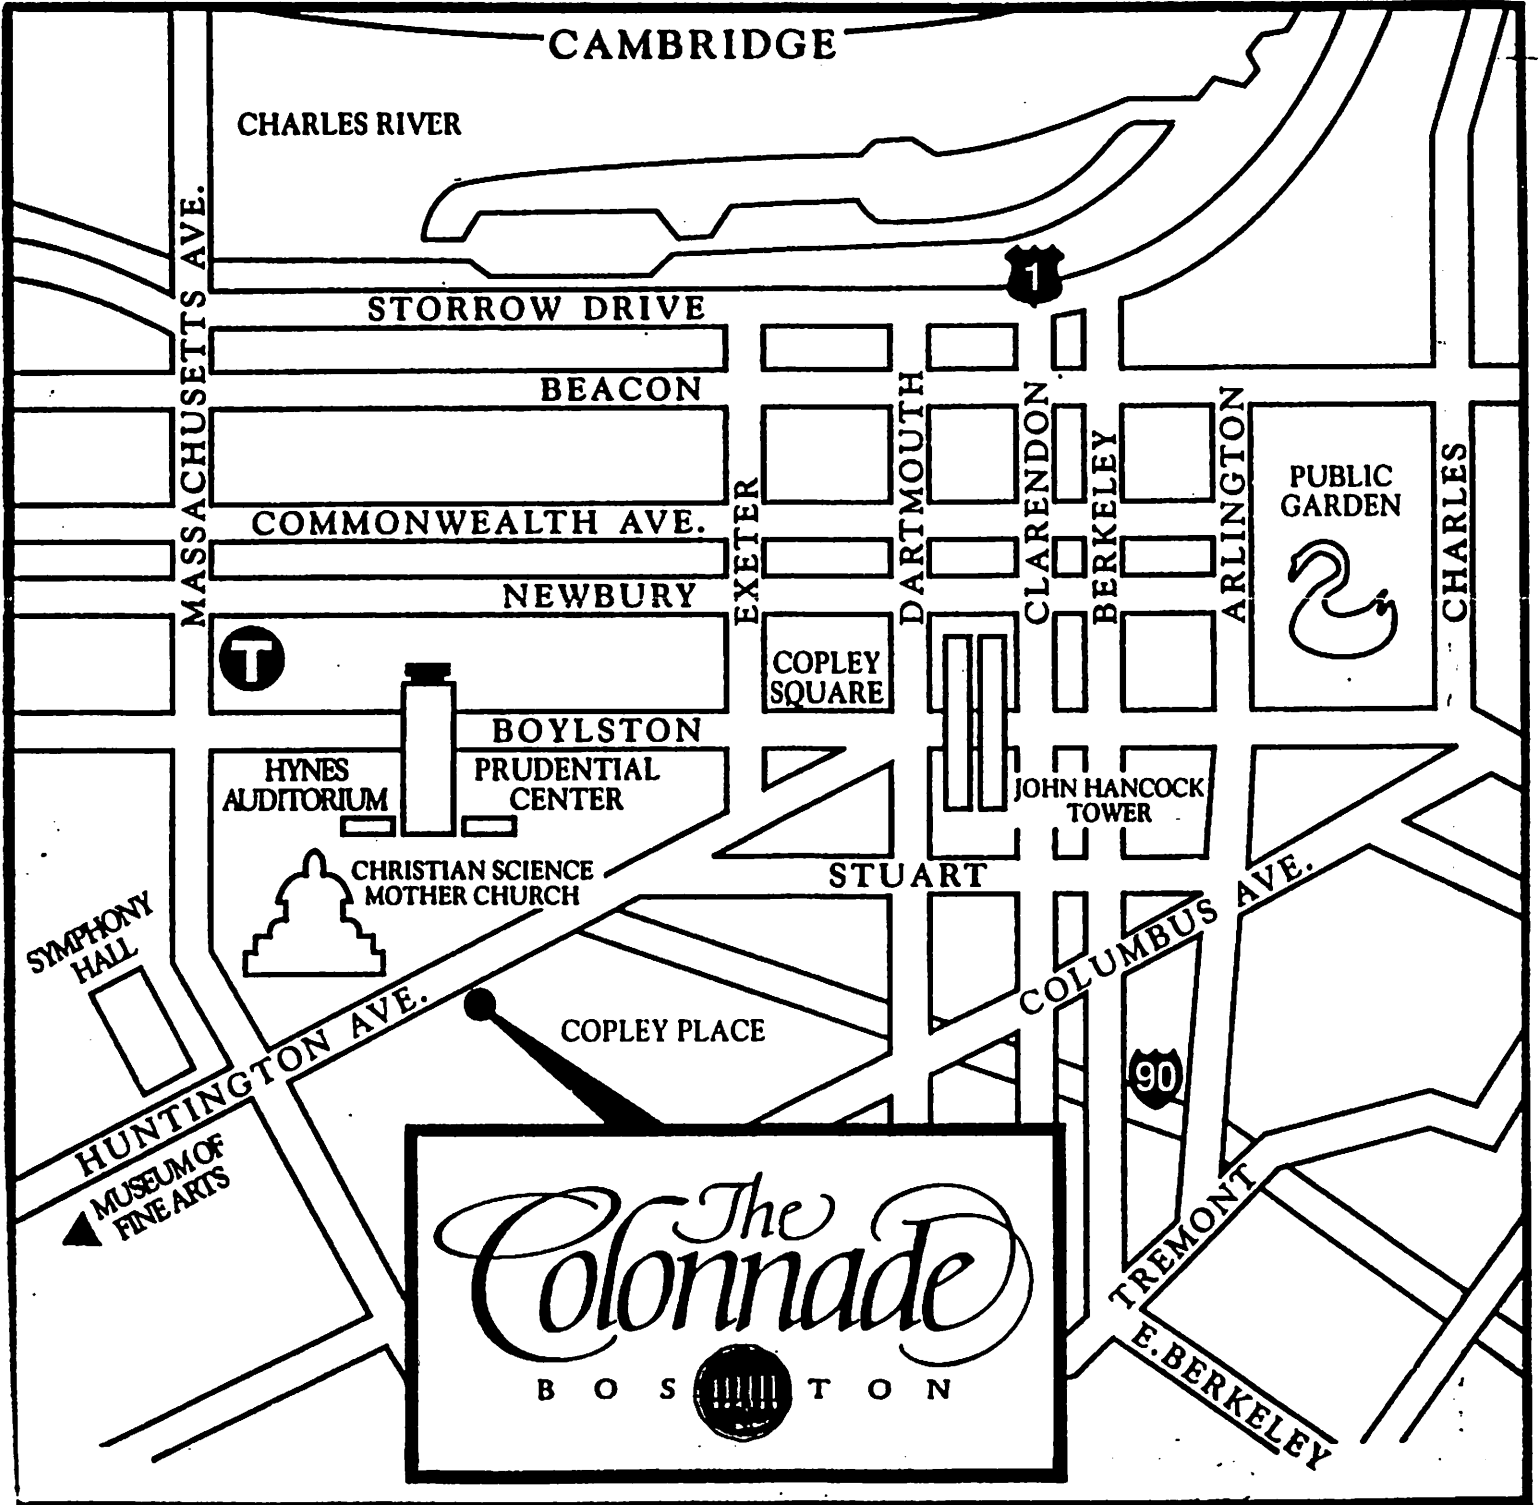 CAMBRIDGE
CHARLES RIVER
MASSACHUSETTS AVE.
1
STORROW DRIVE
BEACON
COMMONWEALTH AVE.
NEWBURY
EXETER
DARTMOUTH
CLARENDON
BERKELEY
ARLINGTON
PUBLIC
GARDEN
CHARLES
T
COPLEY
SQUARE
BOYLSTON
HYNES
AUDITORIUM
PRUDENTIAL
CENTER
JOHN HANCOCK
TOWER
CHRISTIAN SCIENCE
MOTHER CHURCH
STUART
COLUMBUS AVE.
SYMPHONY
HALL
HUNTINGTON AVE.
COPLEY PLACE
90
MUSEUM OF
FINE ARTS
TREMONT
E. BERKELEY
The
Colonnade
BOSTON